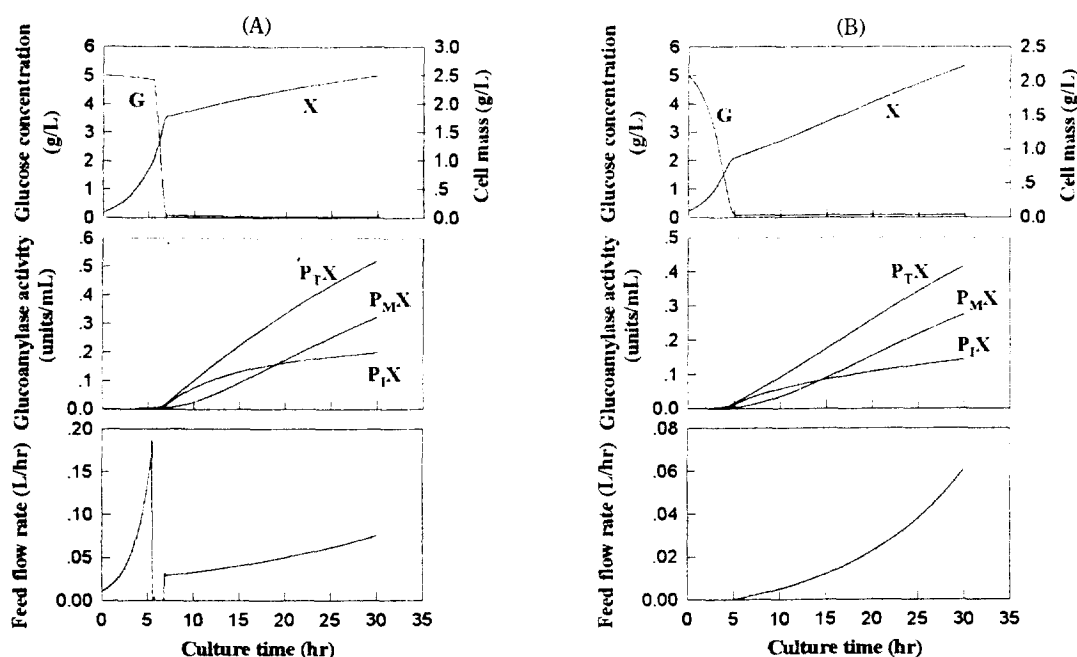 (A)
Glucose concentration
(g/L)
6
5
4
3
2
1
0
G
X
3.0
2.5
2.0
1.5
1.0
.5
0.0
Cell mass (g/L)
Glucoamylase activity
(units/mL)
.6
.5
.4
.3
.2
.1
0.0
PTX
PMX
PIX
Feed flow rate (L/hr)
.20
.15
.10
.05
0.00
0 5 10 15 20 25 30 35
Culture time (hr)
(B)
Glucose concentration
(g/L)
6
5
4
3
2
1
0
G
X
2.5
2.0
1.5
1.0
.5
0.0
Cell mass (g/L)
Glucoamylase activity
(units/mL)
.5
.4
.3
.2
.1
0.0
PTX
PMX
PIX
Feed flow rate (L/hr)
.08
.06
.04
.02
0.00
0 5 10 15 20 25 30 35
Culture time (hr)